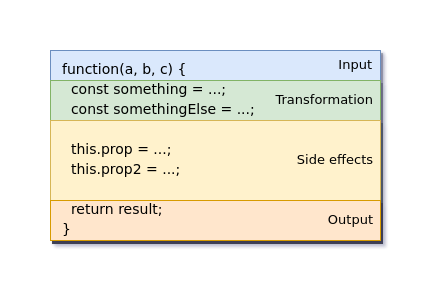 Input
function(a, b, c) {
const something = ...;
Transformation
const somethingElse = ...;
this.prop = ...;
Side effects
this.prop2 = ...;
return result;
Output
}